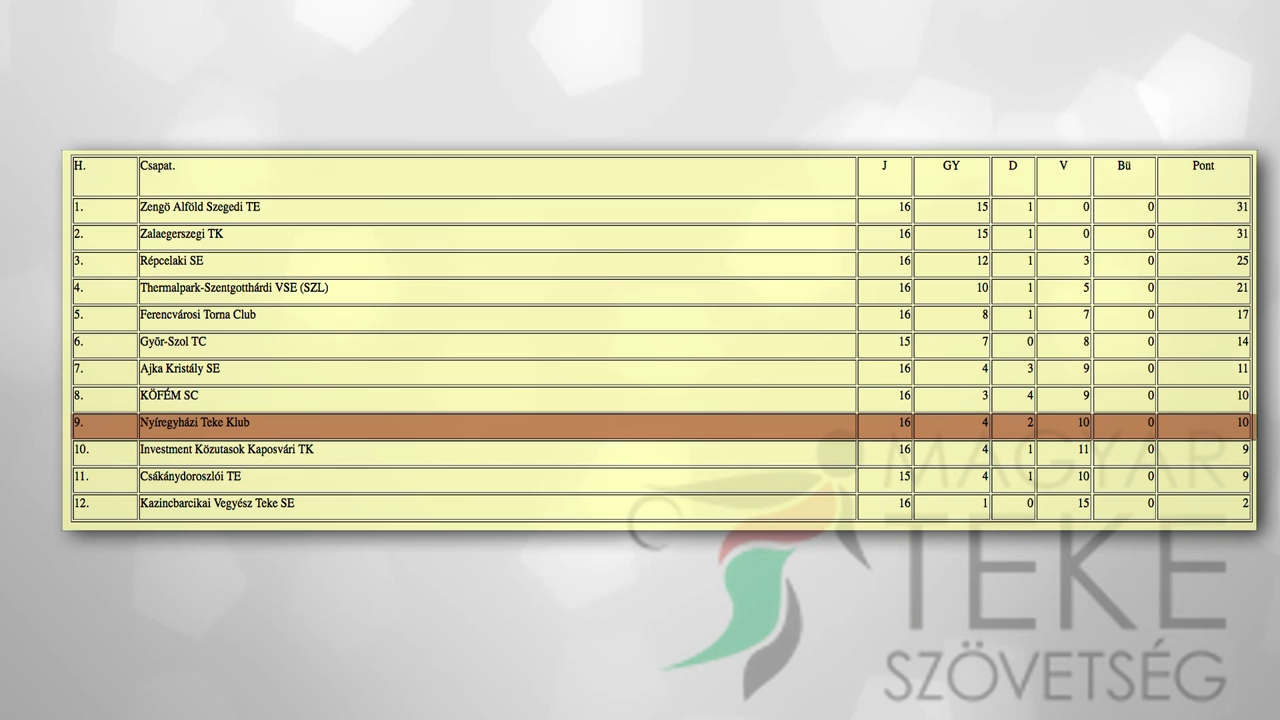 H. Csapat. J GY D V Bü Pont
1. Zengö Alföld Szegedi TE 16 15 1 0 0 31
2. Zalaegerszegi TK 16 15 1 0 0 31
3. Répcelaki SE 16 12 1 3 0 25
4. Thermalpark-Szentgotthárdi VSE (SZL) 16 10 1 5 0 21
5. Ferencvárosi Torna Club 16 8 1 7 0 17
6. Győr-Szol TC 15 7 0 8 0 14
7. Ajka Kristály SE 16 4 3 9 0 11
8. KÖFÉM SC 16 3 4 9 0 10
9. Nyíregyházi Teke Klub 16 4 2 10 0 10
10. Investment Közutasok Kaposvári TK 16 4 1 11 0 9
11. Csákánydoroszlói TE 15 4 1 10 0 9
12. Kazincbarcikai Vegyész Teke SE 16 1 0 15 0 2
MAGYAR
TEKE
SZÖVETSÉG